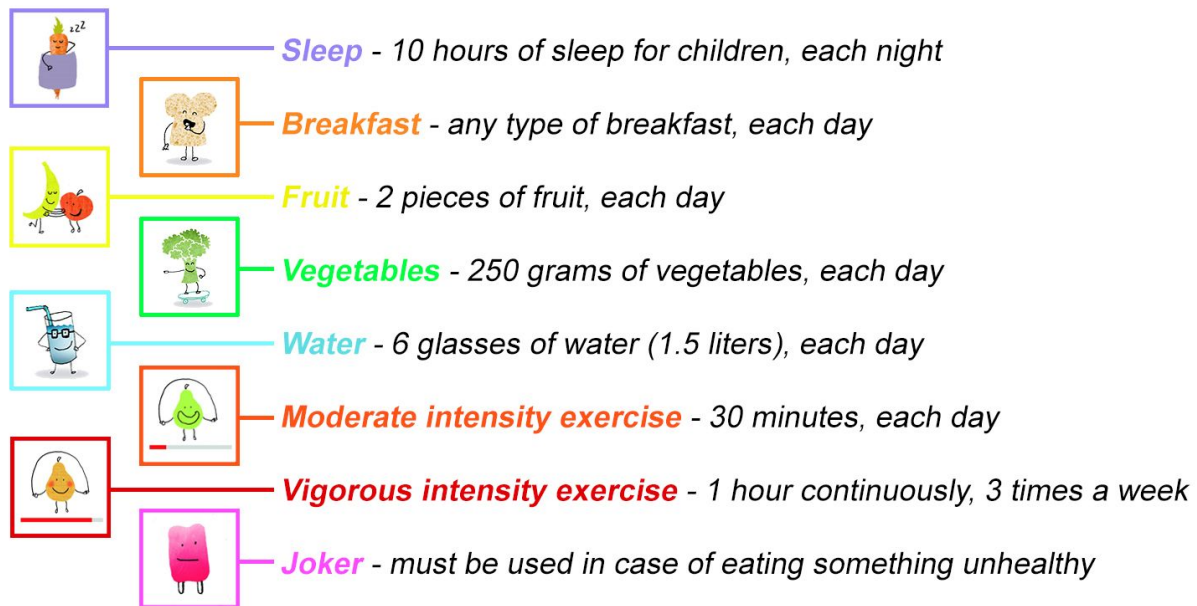 zzz
Sleep - 10 hours of sleep for children, each night
Breakfast - any type of breakfast, each day
Fruit - 2 pieces of fruit, each day
Vegetables - 250 grams of vegetables, each day
Water - 6 glasses of water (1.5 liters), each day
Moderate intensity exercise - 30 minutes, each day
Vigorous intensity exercise - 1 hour continuously, 3 times a week
Joker - must be used in case of eating something unhealthy